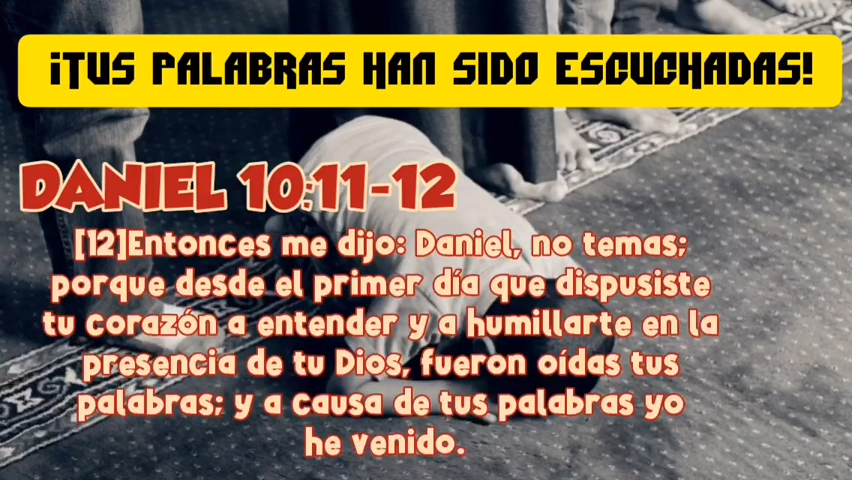 ¡TUS PALABRAS HAN SIDO ESCUCHADAS!
DANIEL 10:11-12
[12]Entonces me dijo: Daniel, no temas;
porque desde el primer día que dispusiste
tu corazón a entender y a humillarte en la
presencia de tu Dios, fueron oídas tus
palabras; y a causa de tus palabras yo
he venido.